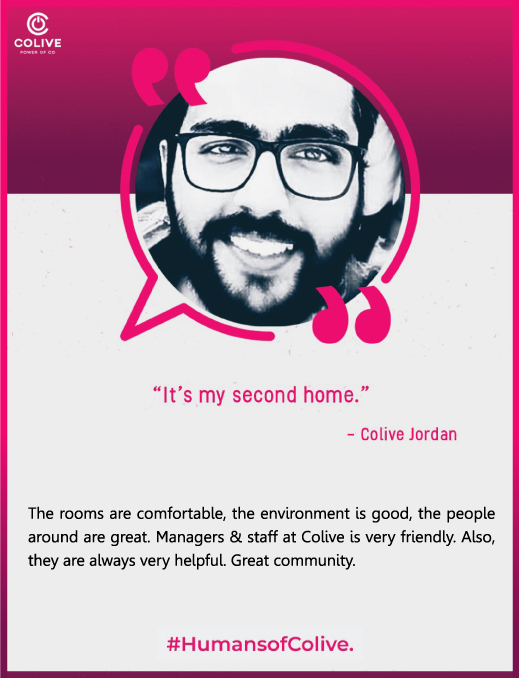 COLIVE
POWER OF CO
“It’s my second home.”
– Colive Jordan
The rooms are comfortable, the environment is good, the people
around are great. Managers & staff at Colive is very friendly. Also,
they are always very helpful. Great community.
#HumansofColive.